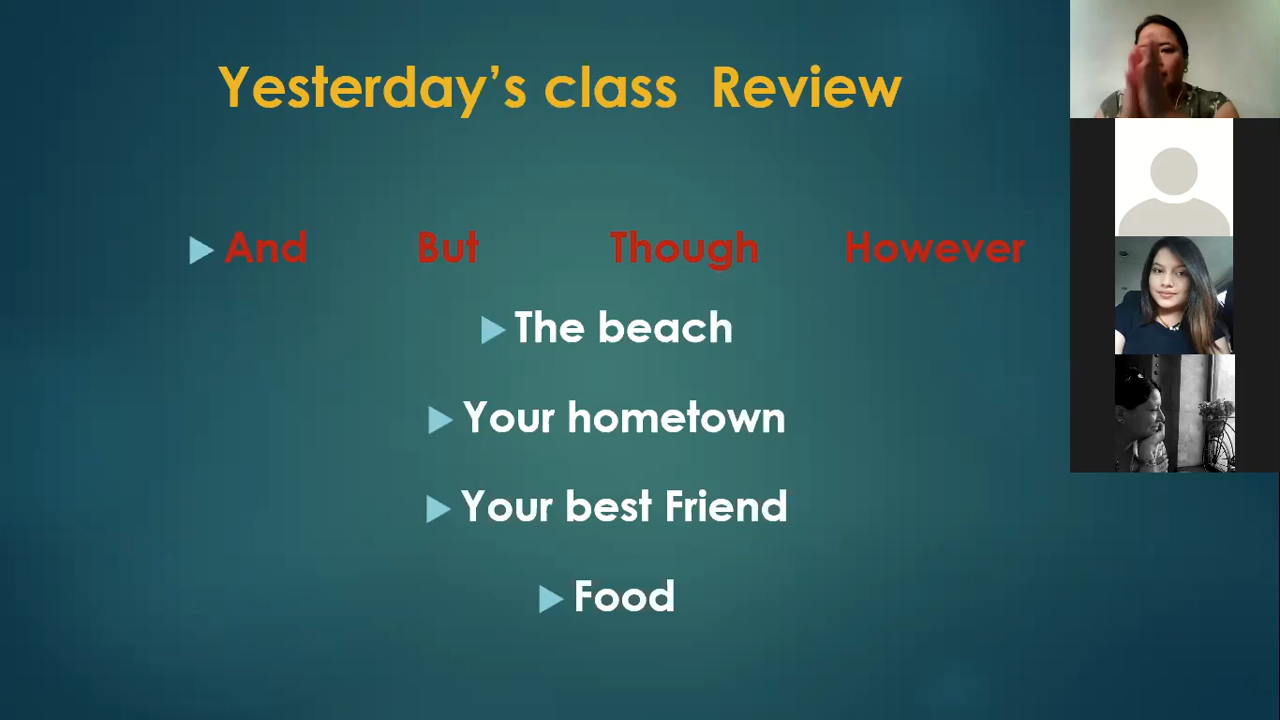 Yesterday’s class Review
And But Though However
The beach
Your hometown
Your best Friend
Food